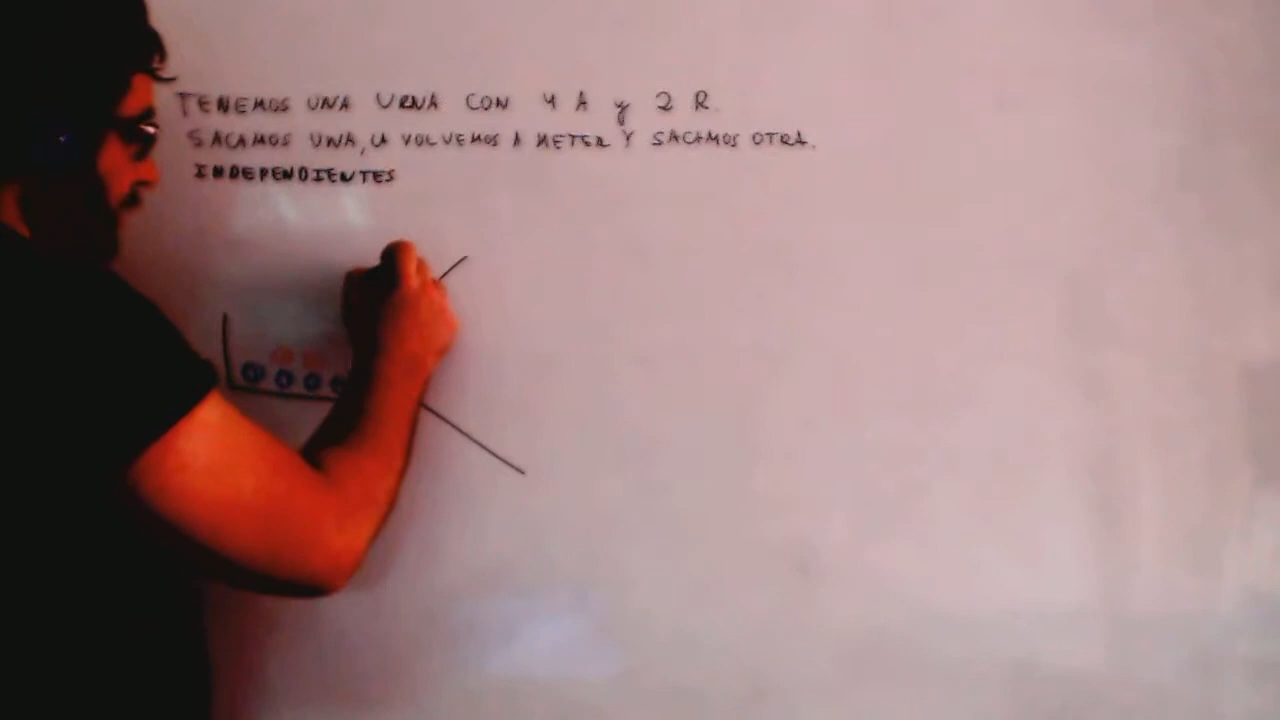 TENEMOS UNA URNA CON 4 A y 2 R.
SACAMOS UNA, LA VOLVEMOS A METER Y SACAMOS OTRA.
INDEPENDIENTES